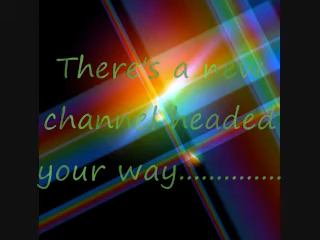 There's a new
channel headed
your way..............